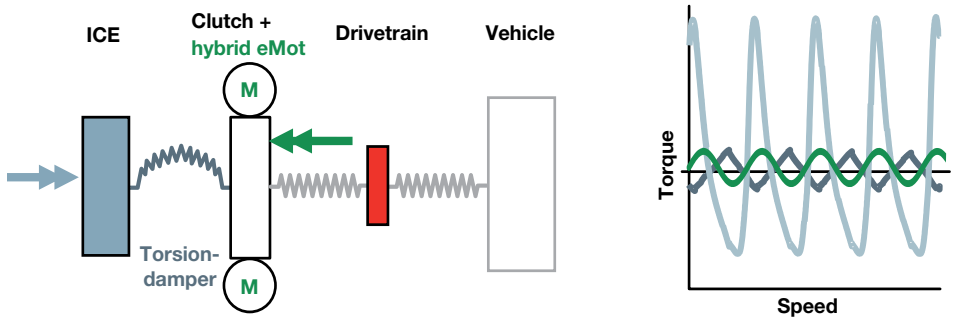 ICE
Clutch +
hybrid eMot
Drivetrain
Vehicle
M
Torsion-
damper
M
Torque
Speed